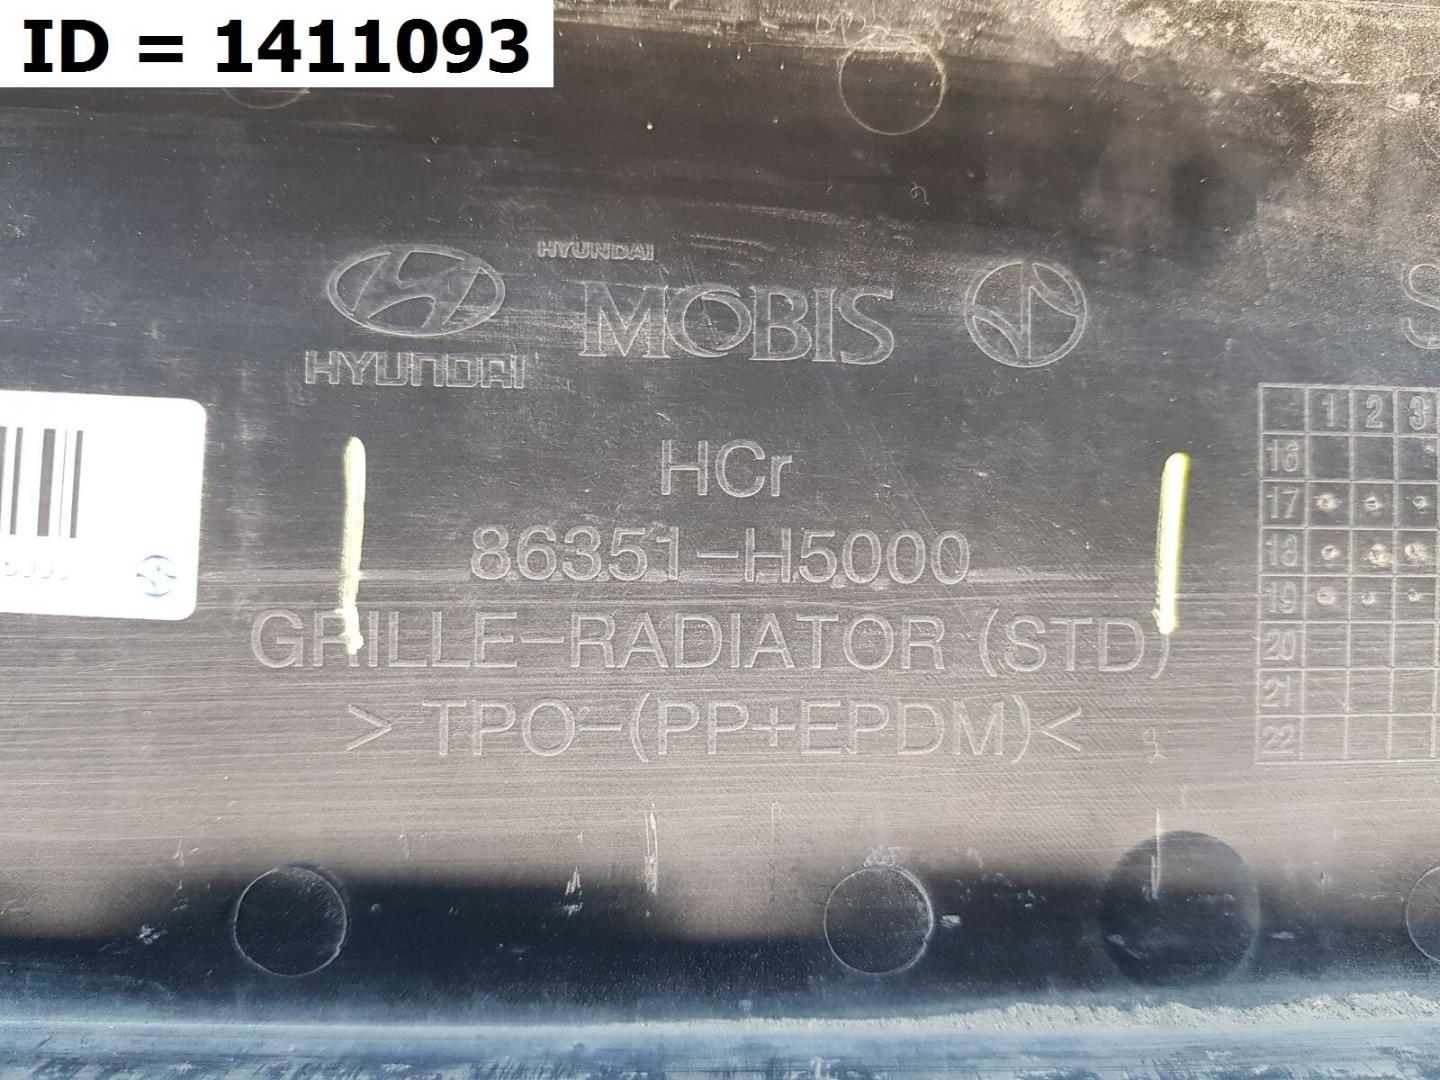 ID = 1411093
HYUNDAI
HYUNDAI
MOBIS
HCr
86351-H5000
GRILLE-RADIATOR (STD)
> TPO-(PP+EPDM)<
1 2 3
16
17
18
19
20
21
22